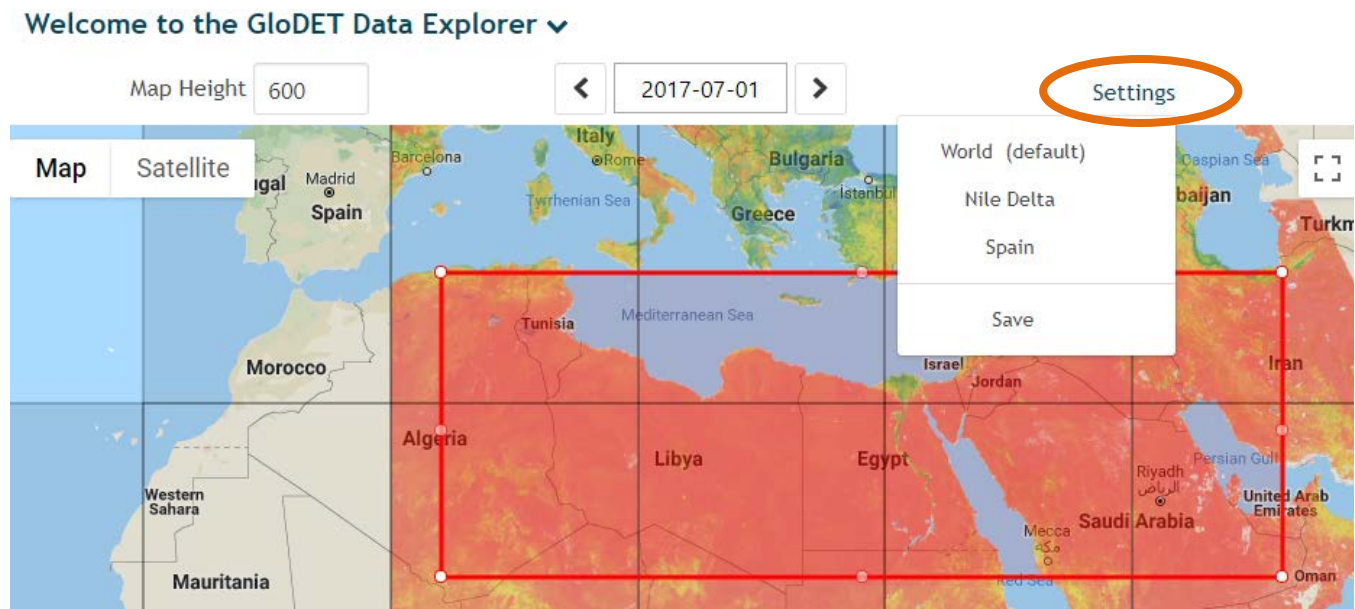 Welcome to the GloDET Data Explorer
Map Height 600
2017-07-01
Settings
Map Satellite
World (default)
Nile Delta
Spain
Save
Italy
Rome
Barcelona
Bulgaria
Caspian Sea
ugal
Madrid
Spain
Tyrrhenian Sea
Greece
Istanbul
baijan
Turkm
Tunisia
Mediterranean Sea
Morocco
Israel
Jordan
Iran
Algeria
Libya
Egypt
Persian Gulf
Riyadh
الرياض
Western
Sahara
United Arab
Emirates
Saudi Arabia
Mecca
مكة
Mauritania
Red Sea
Oman